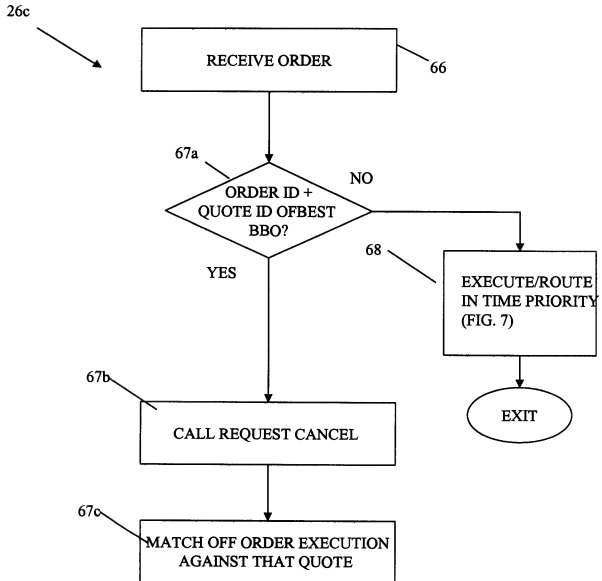 26c
RECEIVE ORDER
66
67a
ORDER ID +
QUOTE ID OFBEST
BBO?
NO
YES
68
EXECUTE/ROUTE
IN TIME PRIORITY
(FIG. 7)
EXIT
67b
CALL REQUEST CANCEL
67c
MATCH OFF ORDER EXECUTION
AGAINST THAT QUOTE